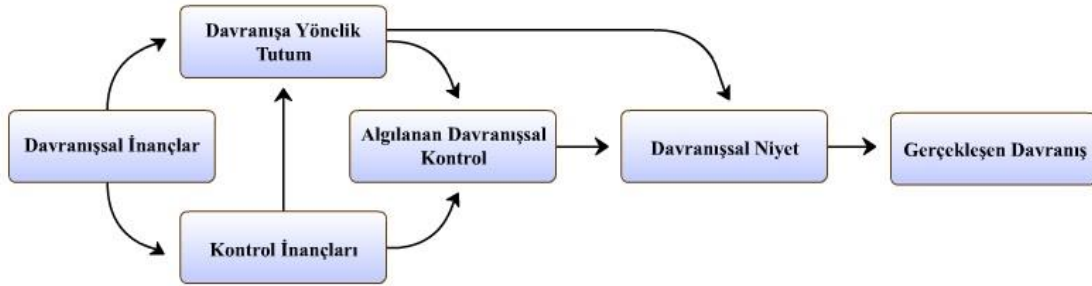 Davranışa Yönelik
Tutum
Davranışsal İnançlar
Algılanan Davranışsal
Kontrol
Davranışsal Niyet
Gerçekleşen Davranış
Kontrol İnançları